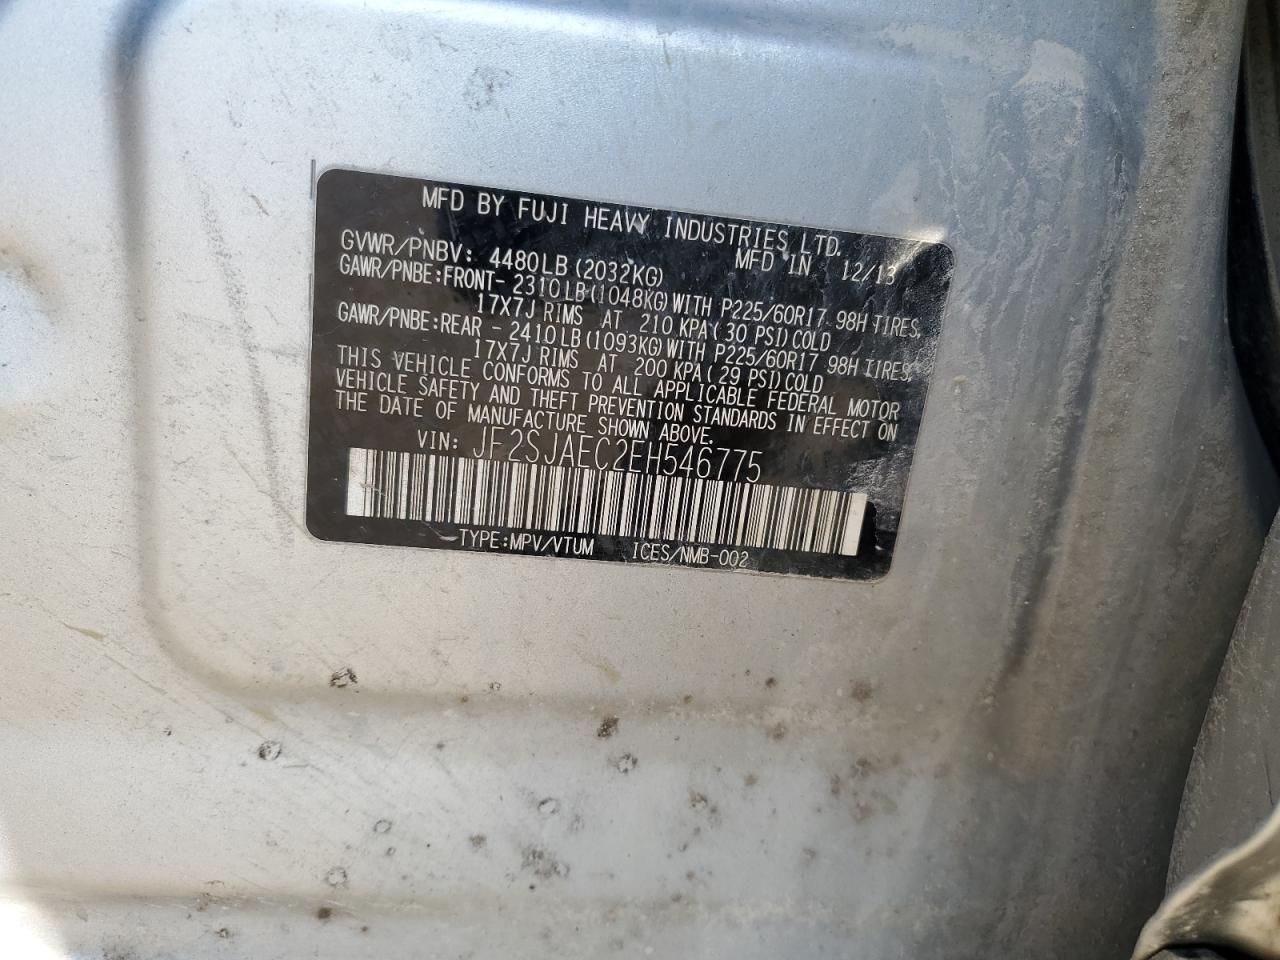 MFD BY FUJI HEAVY INDUSTRIES LTD.
MFD IN 12/13
GVWR/PNBV: 4480LB(2032KG)
GAWR/PNBE:FRONT- 2310LB(1048KG)WITH P225/60R17 98H TIRES,
17X7J RIMS AT 210 KPA(30 PSI)COLD
GAWR/PNBE:REAR - 2410LB(1093KG)WITH P225/60R17 98H TIRES,
17X7J RIMS AT 200 KPA(29 PSI)COLD
THIS VEHICLE CONFORMS TO ALL APPLICABLE FEDERAL MOTOR
VEHICLE SAFETY AND THEFT PREVENTION STANDARDS IN EFFECT ON
THE DATE OF MANUFACTURE SHOWN ABOVE.
VIN: JF2SJAEC2EH546775
TYPE:MPV/VTUM ICES/NMB-002